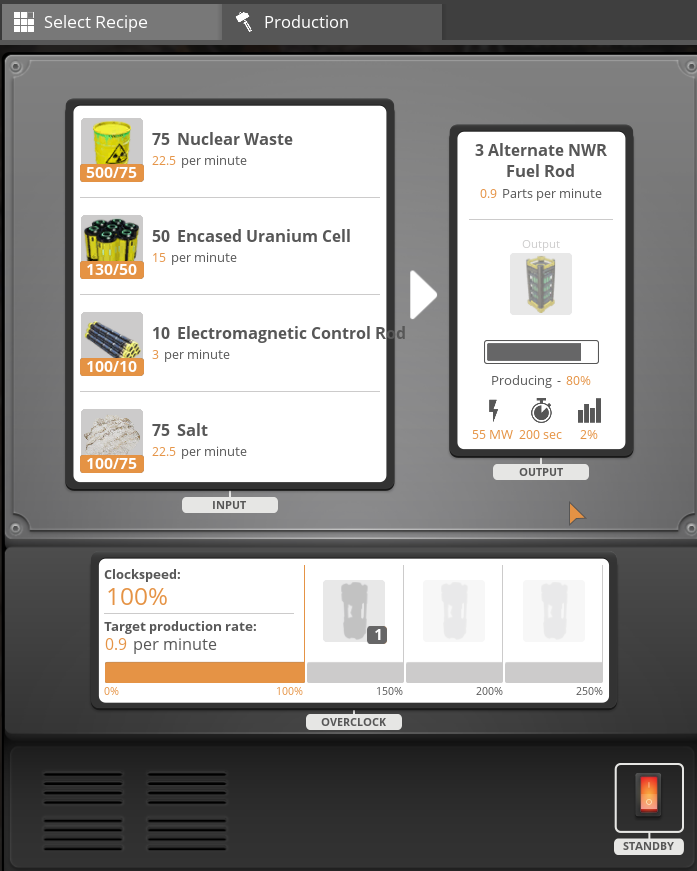 Select Recipe
Production
75 Nuclear Waste
22.5 per minute
500/75
50 Encased Uranium Cell
15 per minute
130/50
10 Electromagnetic Control Rod
3 per minute
100/10
75 Salt
22.5 per minute
100/75
INPUT
3 Alternate NWR
Fuel Rod
0.9 Parts per minute
Output
Producing - 80%
55 MW 200 sec 2%
OUTPUT
Clockspeed:
100%
Target production rate:
0.9 per minute
1
0% 100% 150% 200% 250%
OVERCLOCK
STANDBY